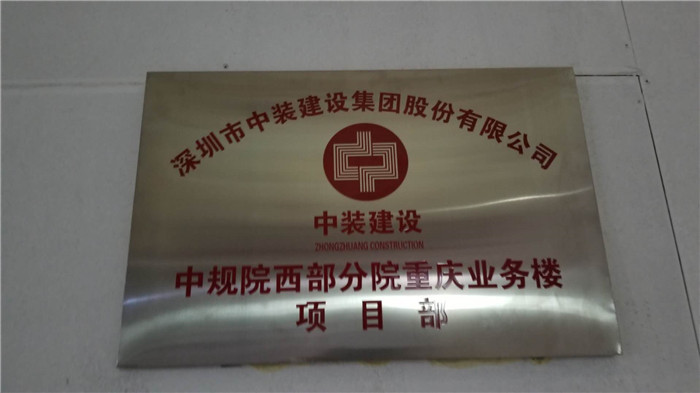 深圳市中装建设集团股份有限公司
中装建设
ZHONGZHUANG CONSTRUCTION
中规院西部分院重庆业务楼
项目部